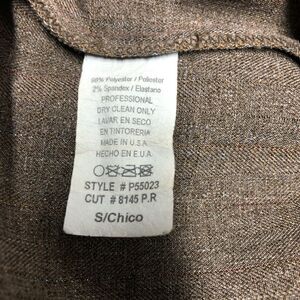 98% Polyester / Poliester
2% Spandex / Elastano
PROFESSIONAL
DRY CLEAN ONLY
LAVAR EN SECO
EN TINTORERIA
MADE IN U.S.A.
HECHO EN E.U.A.
STYLE # P55023
CUT # 8145 P.R
S/Chico